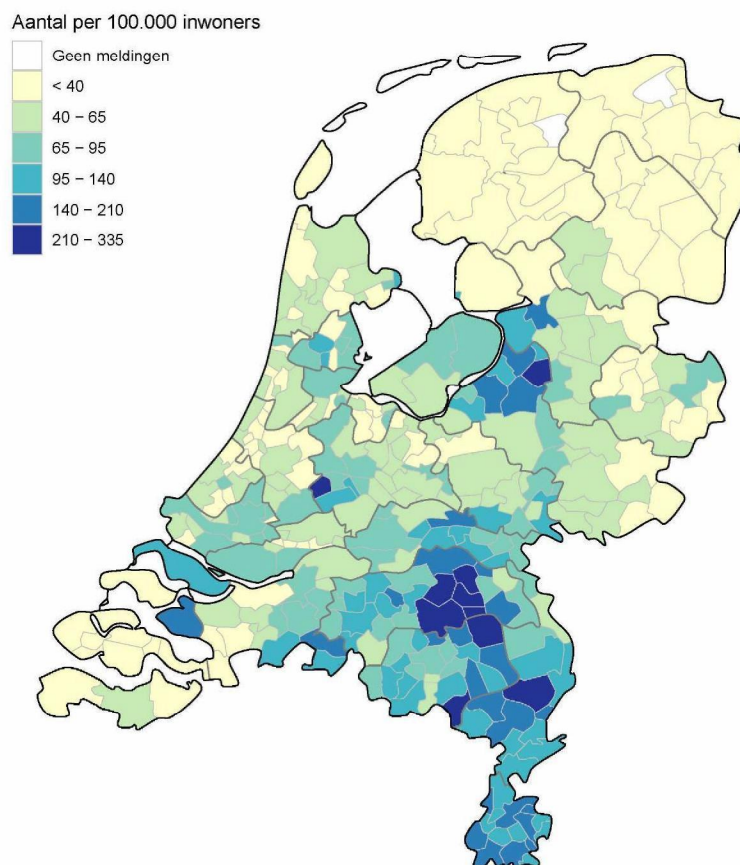 Aantal per 100.000 inwoners
Geen meldingen
< 40
40 – 65
65 – 95
95 – 140
140 – 210
210 – 335